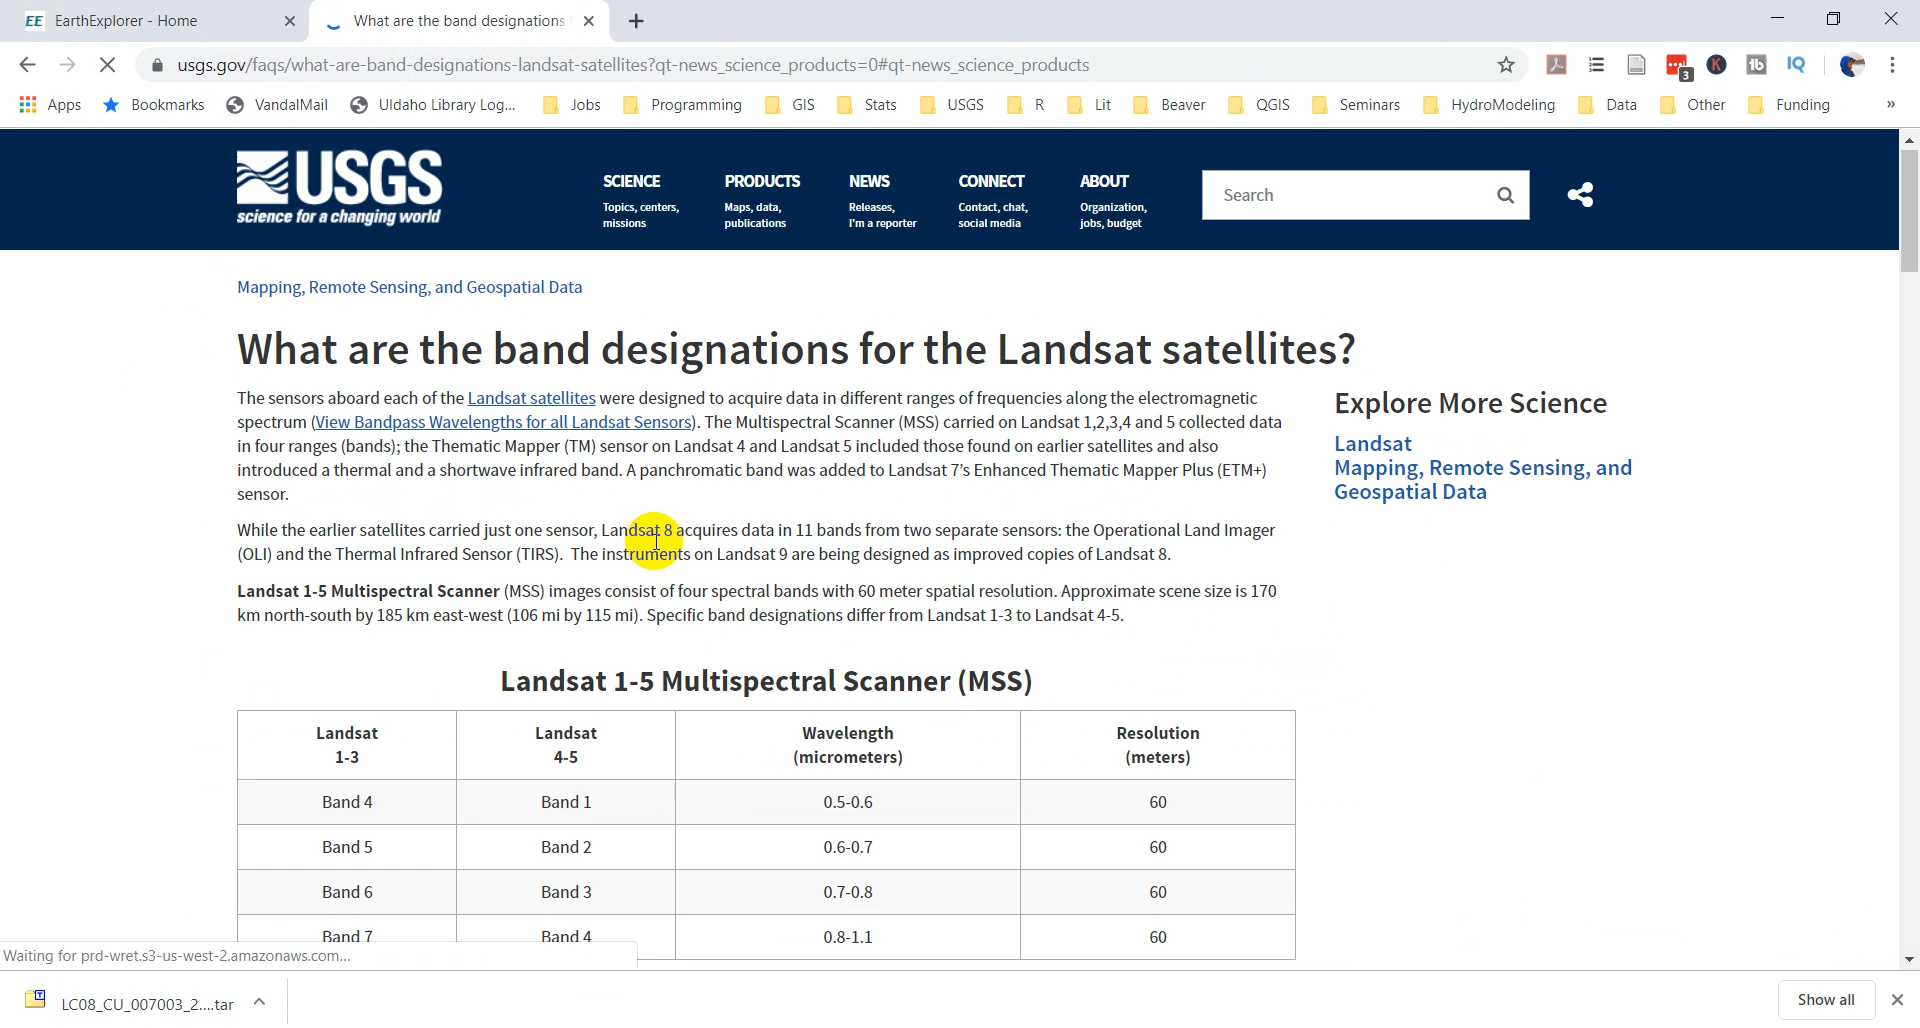 EE EarthExplorer - Home
What are the band designations
usgs.gov/faqs/what-are-band-designations-landsat-satellites?qt-news_science_products=0#qt-news_science_products
3 K tb IQ
Apps Bookmarks VandalMail UIdaho Library Log... Jobs Programming GIS Stats USGS R Lit Beaver QGIS Seminars HydroModeling Data Other Funding »
USGS
science for a changing world
SCIENCE PRODUCTS NEWS CONNECT ABOUT
Topics, centers, Maps, data, Releases, Contact, chat, Organization,
missions publications I'm a reporter social media jobs, budget
Search
Mapping, Remote Sensing, and Geospatial Data
What are the band designations for the Landsat satellites?
The sensors aboard each of the Landsat satellites were designed to acquire data in different ranges of frequencies along the electromagnetic
spectrum (View Bandpass Wavelengths for all Landsat Sensors). The Multispectral Scanner (MSS) carried on Landsat 1,2,3,4 and 5 collected data
in four ranges (bands); the Thematic Mapper (TM) sensor on Landsat 4 and Landsat 5 included those found on earlier satellites and also
introduced a thermal and a shortwave infrared band. A panchromatic band was added to Landsat 7’s Enhanced Thematic Mapper Plus (ETM+)
sensor.
While the earlier satellites carried just one sensor, Landsat 8 acquires data in 11 bands from two separate sensors: the Operational Land Imager
(OLI) and the Thermal Infrared Sensor (TIRS). The instruments on Landsat 9 are being designed as improved copies of Landsat 8.
Landsat 1-5 Multispectral Scanner (MSS) images consist of four spectral bands with 60 meter spatial resolution. Approximate scene size is 170
km north-south by 185 km east-west (106 mi by 115 mi). Specific band designations differ from Landsat 1-3 to Landsat 4-5.
Explore More Science
Landsat
Mapping, Remote Sensing, and
Geospatial Data
Landsat 1-5 Multispectral Scanner (MSS)
Landsat Landsat Wavelength Resolution
1-3 4-5 (micrometers) (meters)
Band 4 Band 1 0.5-0.6 60
Band 5 Band 2 0.6-0.7 60
Band 6 Band 3 0.7-0.8 60
Band 7 Band 4 0.8-1.1 60
Waiting for prd-wret.s3-us-west-2.amazonaws.com...
LC08_CU_007003_2....tar
Show all